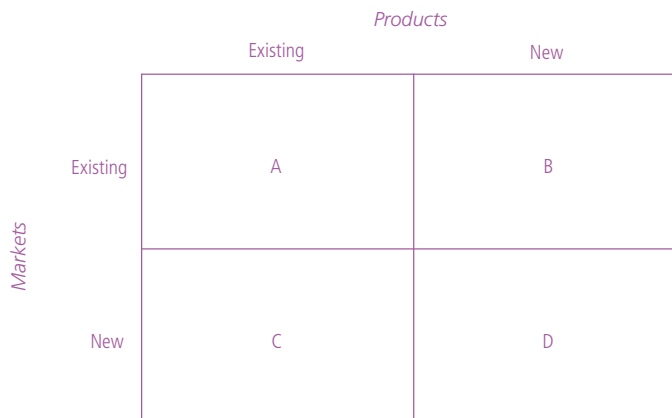 Products
Existing New
Existing A B
Markets
New C D